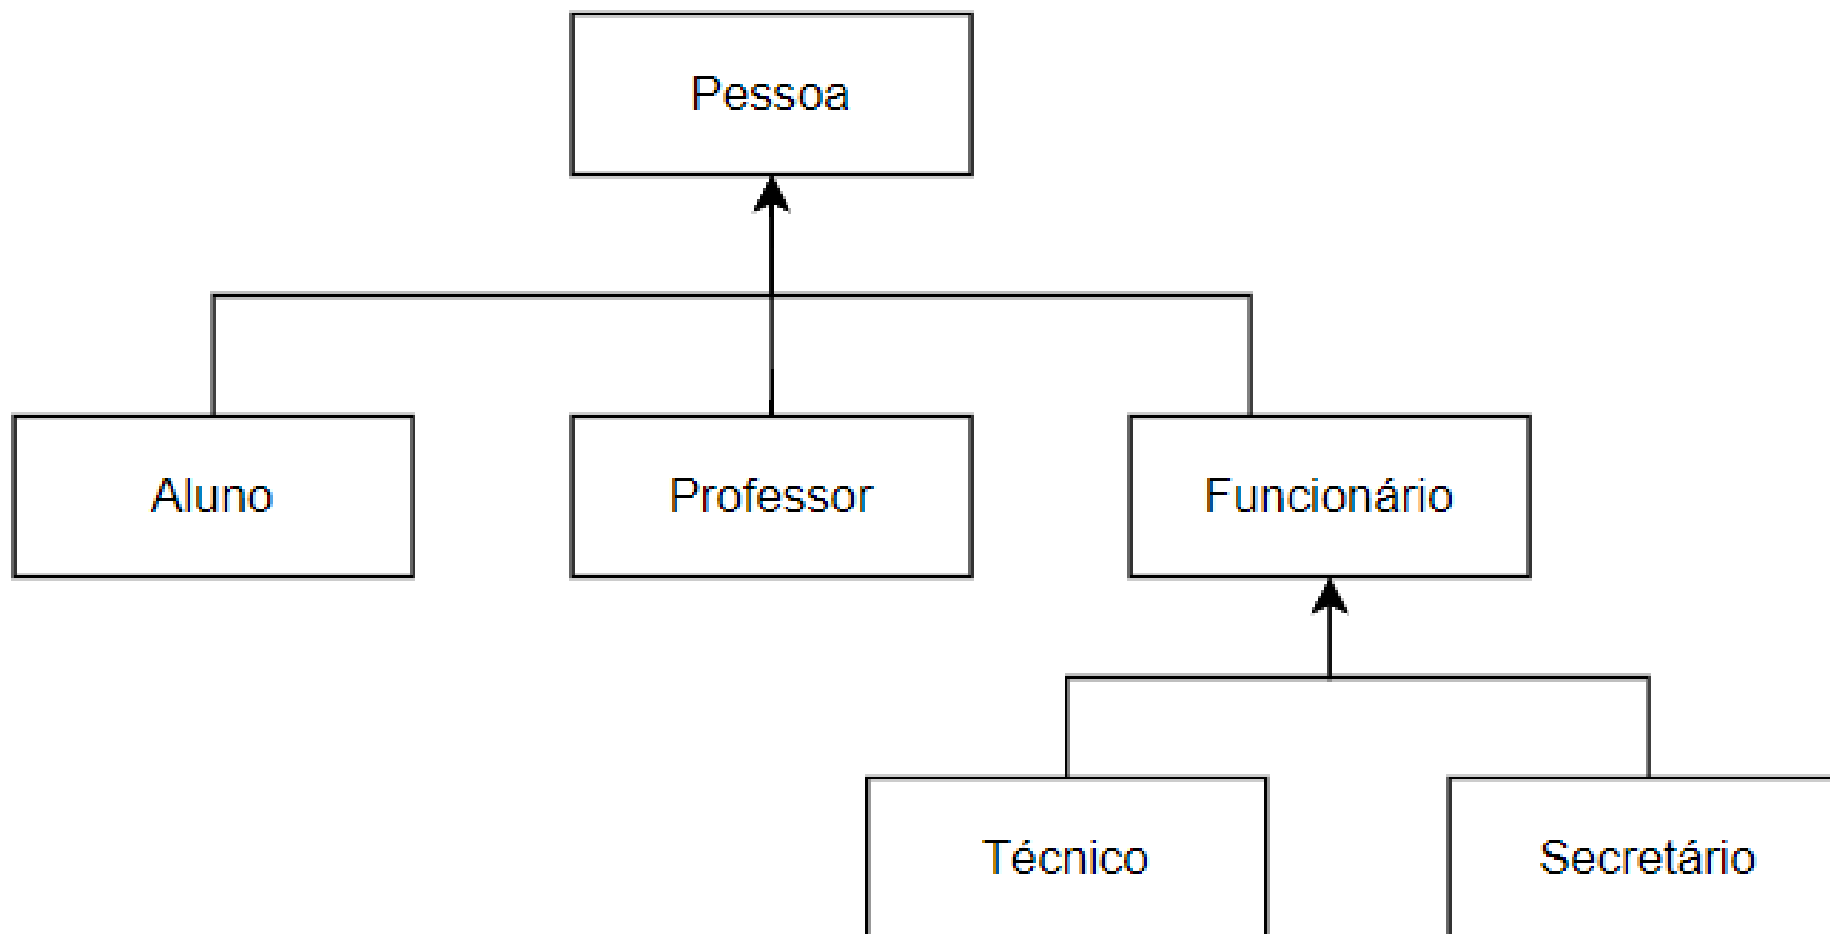 Pessoa
Aluno
Professor
Funcionário
Técnico
Secretário